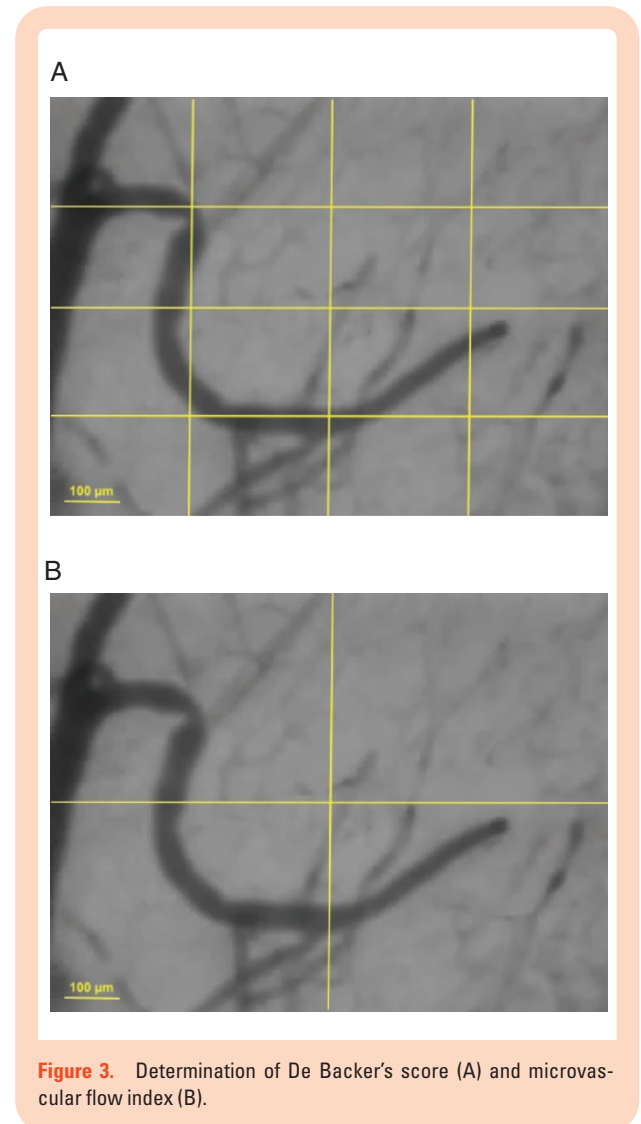 A
100 µm
B
100 µm
Figure 3. Determination of De Backer's score (A) and microvas-
cular flow index (B).